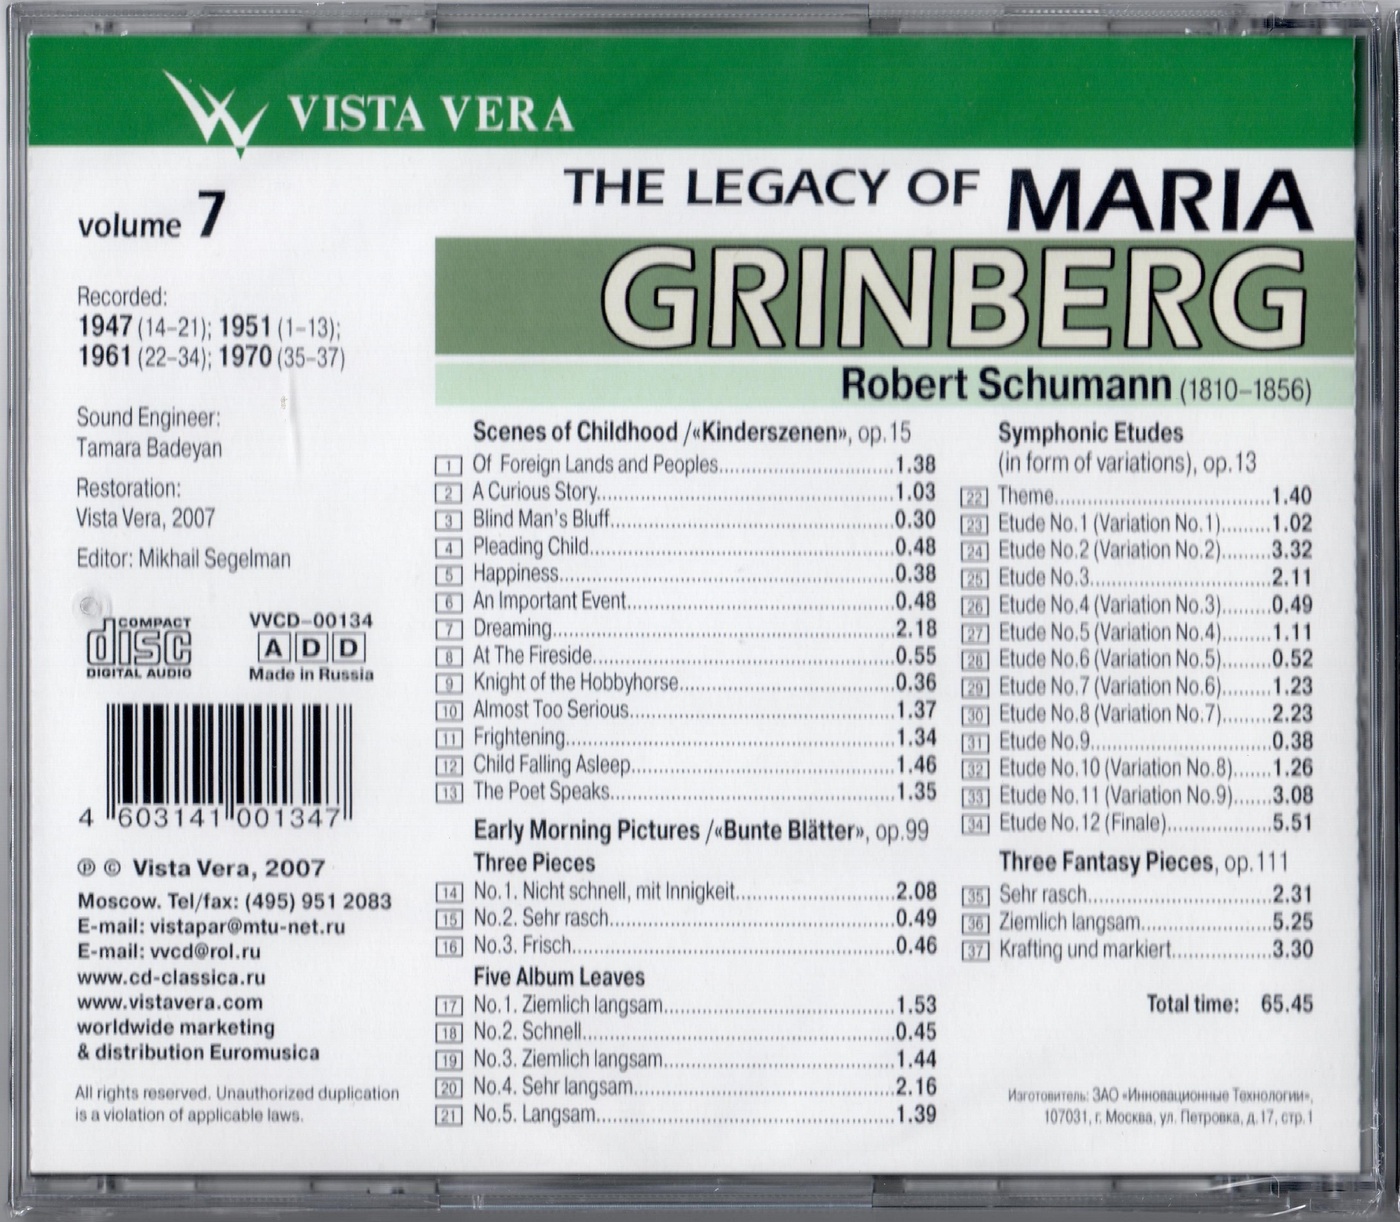 VISTA VERA
THE LEGACY OF MARIA
GRINBERG
Robert Schumann (1810–1856)
volume 7
Recorded:
1947 (14–21); 1951 (1–13);
1961 (22–34); 1970 (35–37)
Sound Engineer:
Tamara Badeyan
Restoration:
Vista Vera, 2007
Editor: Mikhail Segelman
COMPACT
disc
DIGITAL AUDIO
VVCD–00134
A D D
Made in Russia
4 603141 001347
℗ © Vista Vera, 2007
Moscow. Tel/fax: (495) 951 2083
E-mail: vistapar@mtu-net.ru
E-mail: vvcd@rol.ru
www.cd-classica.ru
www.vistavera.com
worldwide marketing
& distribution Euromusica
All rights reserved. Unauthorized duplication
is a violation of applicable laws.
Scenes of Childhood /«Kinderszenen», op.15
1 Of Foreign Lands and Peoples 1.38
2 A Curious Story 1.03
3 Blind Man's Bluff 0.30
4 Pleading Child 0.48
5 Happiness 0.38
6 An Important Event 0.48
7 Dreaming 2.18
8 At The Fireside 0.55
9 Knight of the Hobbyhorse 0.36
10 Almost Too Serious 1.37
11 Frightening 1.34
12 Child Falling Asleep 1.46
13 The Poet Speaks 1.35
Early Morning Pictures /«Bunte Blätter», op.99
Three Pieces
14 No.1. Nicht schnell, mit Innigkeit 2.08
15 No.2. Sehr rasch 0.49
16 No.3. Frisch 0.46
Five Album Leaves
17 No.1. Ziemlich langsam 1.53
18 No.2. Schnell 0.45
19 No.3. Ziemlich langsam 1.44
20 No.4. Sehr langsam 2.16
21 No.5. Langsam 1.39
Symphonic Etudes
(in form of variations), op.13
22 Theme 1.40
23 Etude No.1 (Variation No.1) 1.02
24 Etude No.2 (Variation No.2) 3.32
25 Etude No.3 2.11
26 Etude No.4 (Variation No.3) 0.49
27 Etude No.5 (Variation No.4) 1.11
28 Etude No.6 (Variation No.5) 0.52
29 Etude No.7 (Variation No.6) 1.23
30 Etude No.8 (Variation No.7) 2.23
31 Etude No.9 0.38
32 Etude No.10 (Variation No.8) 1.26
33 Etude No.11 (Variation No.9) 3.08
34 Etude No.12 (Finale) 5.51
Three Fantasy Pieces, op.111
35 Sehr rasch 2.31
36 Ziemlich langsam 5.25
37 Krafting und markiert 3.30
Total time: 65.45
Изготовитель: ЗАО «Инновационные Технологии»,
107031, г. Москва, ул. Петровка, д.17, стр.1